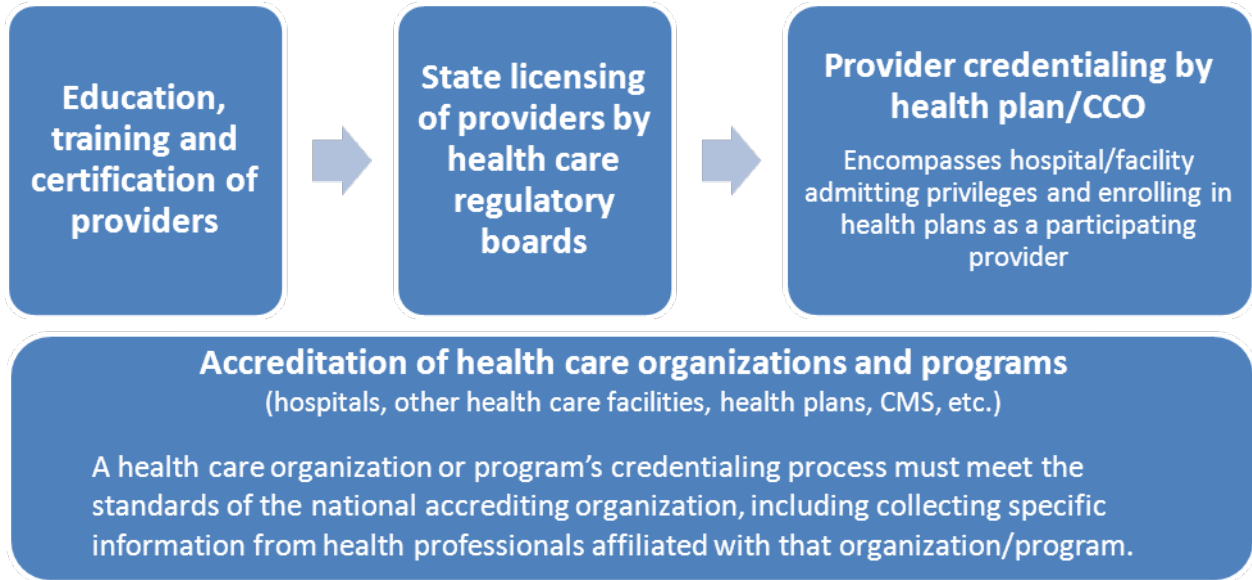 Education,
training and
certification of
providers
State licensing
of providers by
health care
regulatory
boards
Provider credentialing by
health plan/CCO
Encompasses hospital/facility
admitting privileges and enrolling in
health plans as a participating
provider
Accreditation of health care organizations and programs
(hospitals, other health care facilities, health plans, CMS, etc.)
A health care organization or program’s credentialing process must meet the
standards of the national accrediting organization, including collecting specific
information from health professionals affiliated with that organization/program.